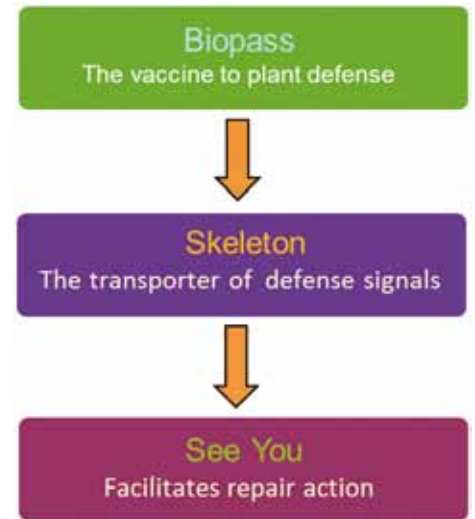 Biopass
The vaccine to plant defense
Skeleton
The transporter of defense signals
See You
Facilitates repair action